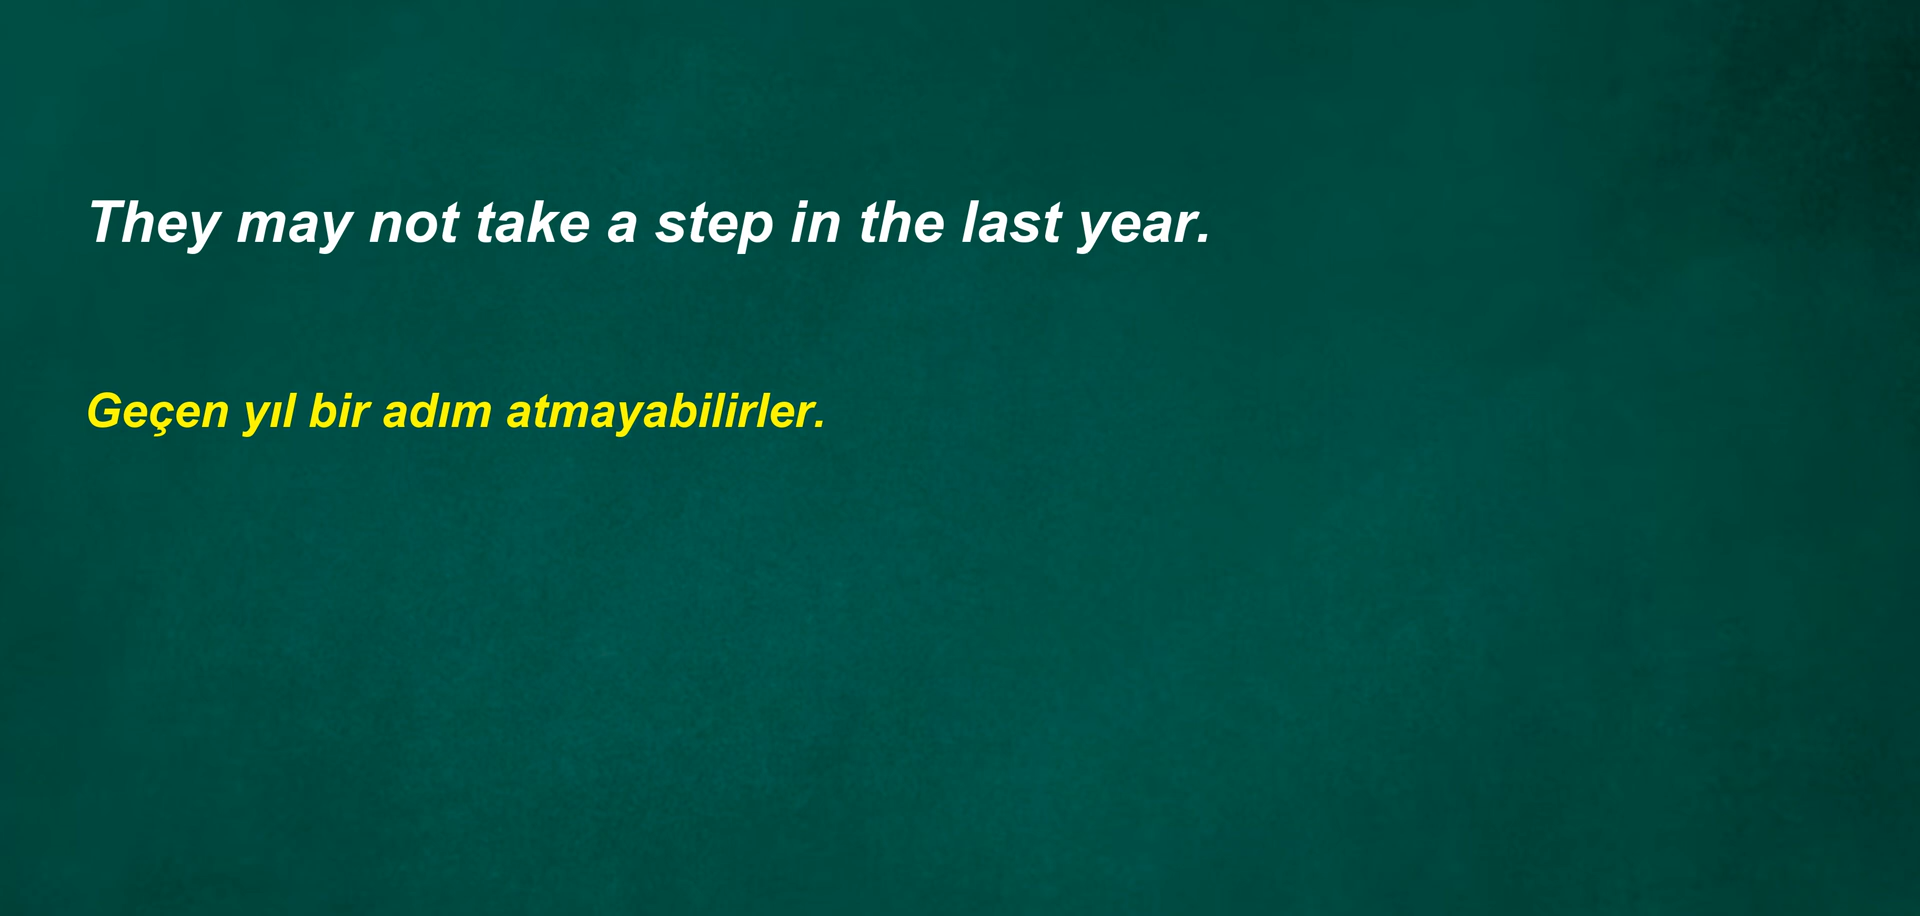 They may not take a step in the last year.
Geçen yıl bir adım atmayabilirler.